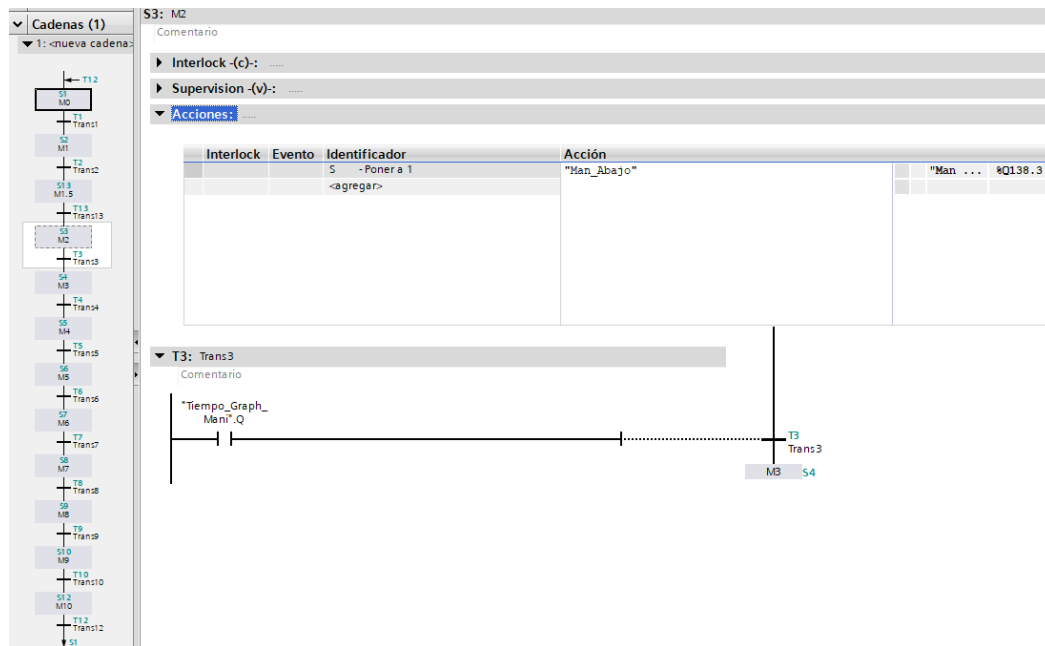 Cadenas (1)
1: <nueva cadena>
T12
S1
M0
T1
Trans1
S2
M1
T2
Trans2
S13
M1.5
T13
Trans13
S3
M2
T3
Trans3
S4
M3
T4
Trans4
S5
M4
T5
Trans5
S6
M5
T6
Trans6
S7
M6
T7
Trans7
S8
M7
T8
Trans8
S9
M8
T9
Trans9
S10
M9
T10
Trans10
S12
M10
T12
Trans12
S1
S3: M2
Comentario
Interlock -(c)-: .....
Supervision -(v)-: .....
Acciones: .....
Interlock Evento Identificador Acción
S - Poner a 1 "Man_Abajo" "Man ... %Q138.3
<agregar>
T3: Trans3
Comentario
"Tiempo_Graph_
Mani".Q
T3
Trans3
M3 S4